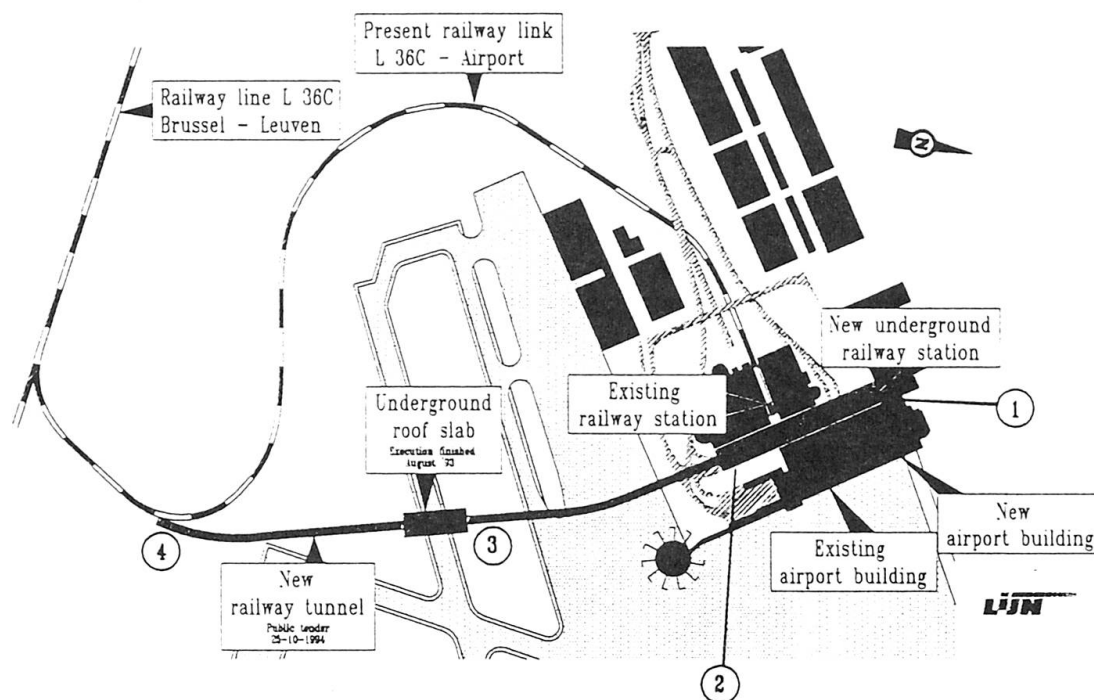 Present railway link
L 36C - Airport
Railway line L 36C
Brussel - Leuven
N
New underground
railway station
Existing
railway station
1
Underground
roof slab
Execution finished
August '93
New
airport building
Existing
airport building
4
3
New
railway tunnel
Public tender
25-10-1994
2
LIJN